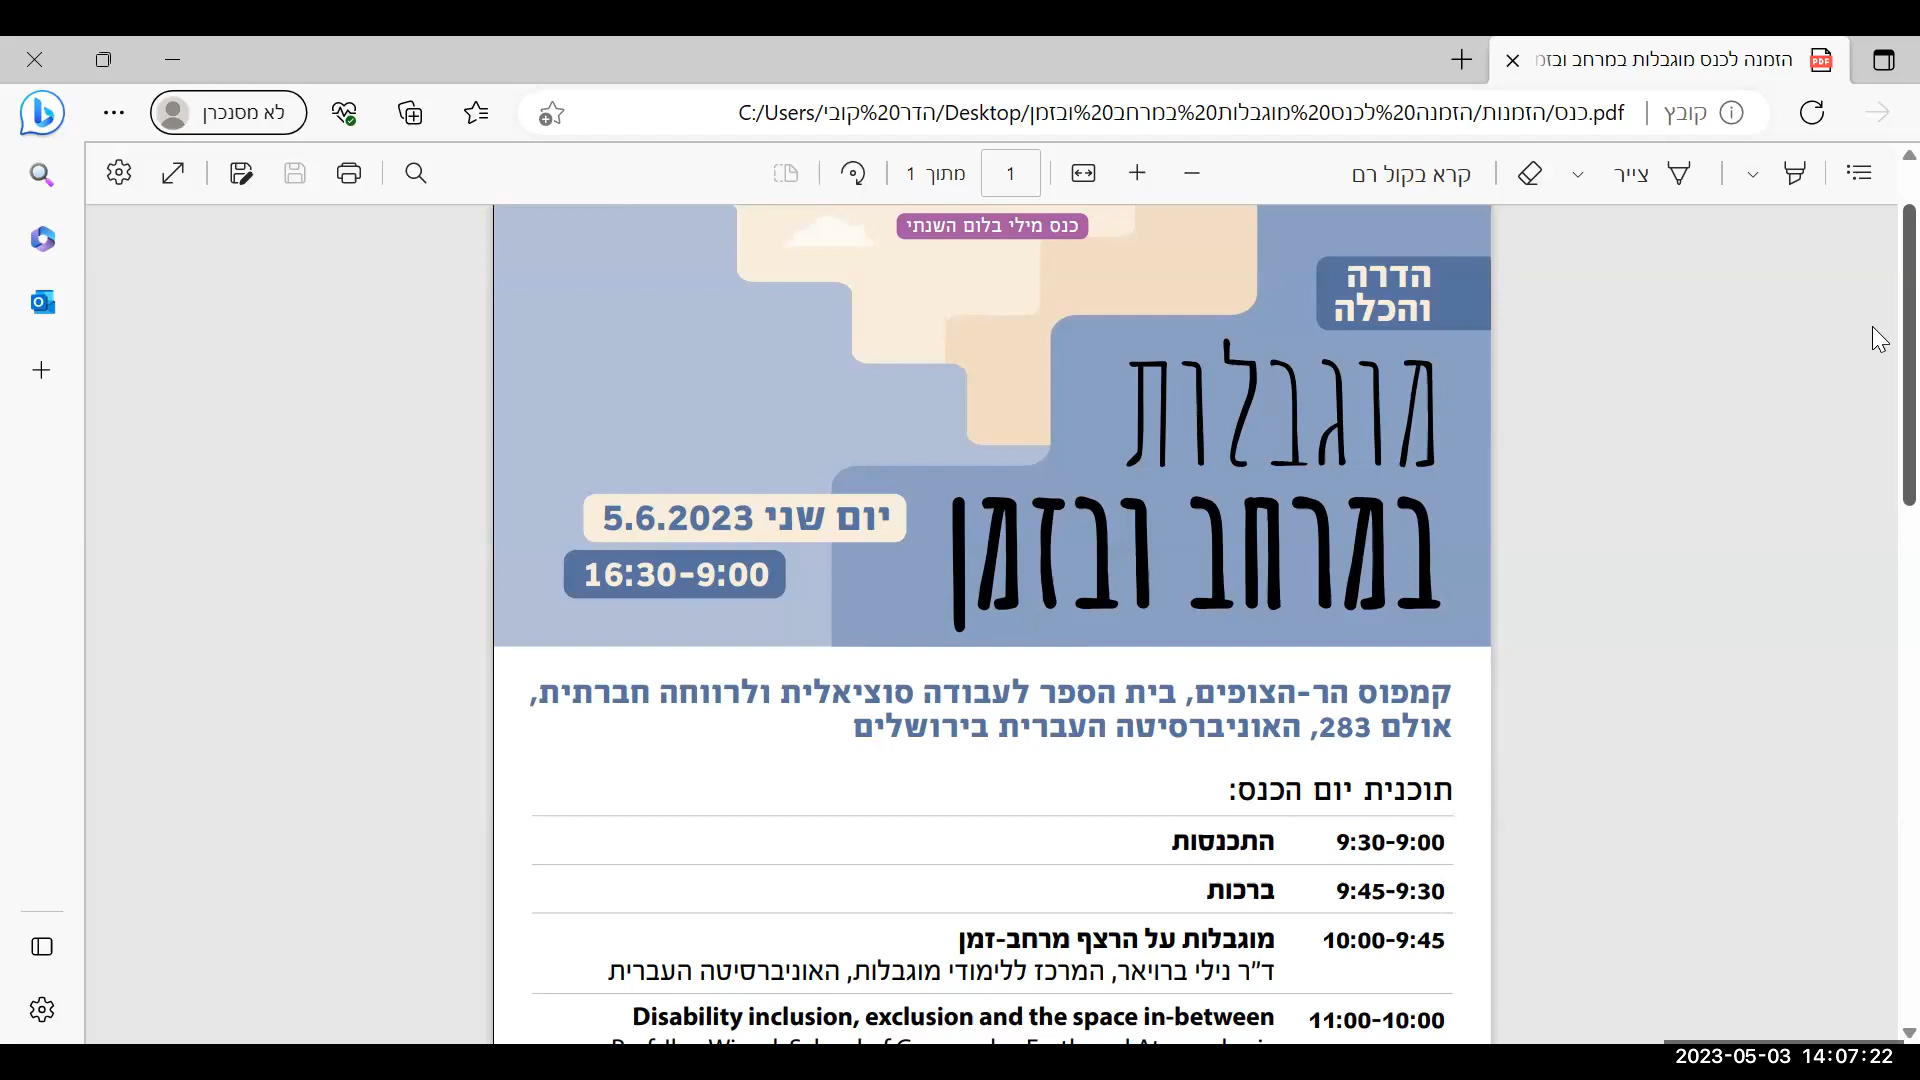 הזמנה לכנס מוגבלות במרחב ובזמ
קובץ
C:/Users/הדר%20קובי/Desktop/כנס/הזמנות/הזמנה%20לכנס%20מוגבלות%20במרחב%20ובזמן.pdf
לא מסונכרן
צייר
קרא בקול רם
1
מתוך 1
כנס מילי בלום השנתי
הדרה
והכלה
מוגבלות
במרחב ובזמן
יום שני 5.6.2023
16:30-9:00
קמפוס הר-הצופים, בית הספר לעבודה סוציאלית ולרווחה חברתית,
אולם 283, האוניברסיטה העברית בירושלים
תוכנית יום הכנס:
9:30-9:00 התכנסות
9:45-9:30 ברכות
10:00-9:45 מוגבלות על הרצף מרחב-זמן
ד"ר נילי ברויאר, המרכז ללימודי מוגבלות, האוניברסיטה העברית
11:00-10:00 Disability inclusion, exclusion and the space in-between
2023-05-03 14:07:22